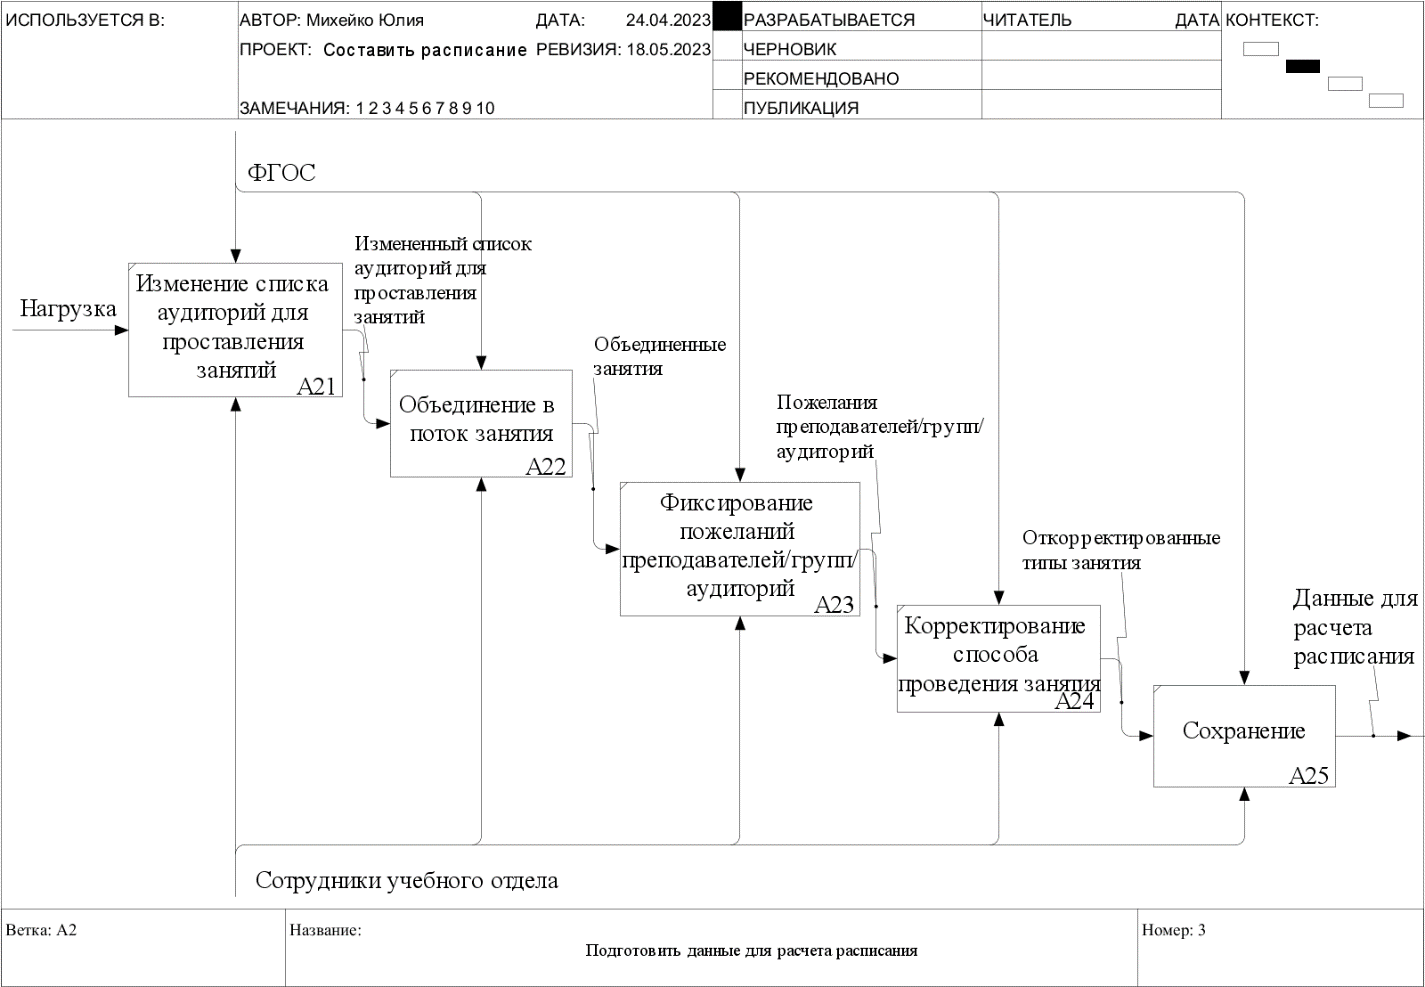 ИСПОЛЬЗУЕТСЯ В:
АВТОР: Михейко Юлия
ДАТА: 24.04.2023
ПРОЕКТ: Составить расписание
РЕВИЗИЯ: 18.05.2023
ЗАМЕЧАНИЯ: 1 2 3 4 5 6 7 8 9 10
РАЗРАБАТЫВАЕТСЯ
ЧЕРНОВИК
РЕКОМЕНДОВАНО
ПУБЛИКАЦИЯ
ЧИТАТЕЛЬ
ДАТА
КОНТЕКСТ:
ФГОС
Нагрузка
Изменение списка
аудиторий для
проставления
занятий
A21
Измененный список
аудиторий для
проставления
занятий
Объединение в
поток занятия
A22
Объединенные
занятия
Фиксирование
пожеланий
преподавателей/групп/
аудиторий
A23
Пожелания
преподавателей/групп/
аудиторий
Корректирование
способа
проведения занятия
A24
Откорректированные
типы занятия
Сохранение
A25
Данные для
расчета
расписания
Сотрудники учебного отдела
Ветка: A2
Название:
Подготовить данные для расчета расписания
Номер: 3